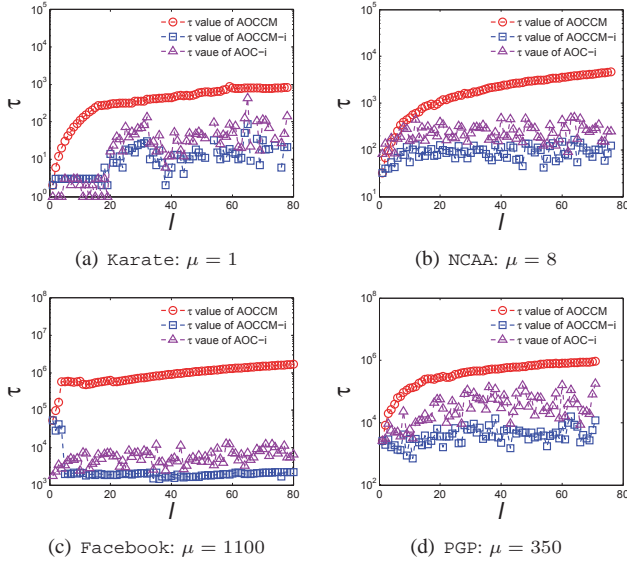 10^5
10^4
10^3
10^2
10^1
10^0
τ
τ value of AOCCM
τ value of AOCCM−i
τ vaue of AOC−i
0 20 40 60 80
l
(a) Karate: μ = 1
10^5
10^4
10^3
10^2
10^1
τ
τ value of AOCCM
τ value of AOCCM−i
τ vaue of AOC−i
0 20 40 60 80
l
(b) NCAA: μ = 8
10^8
10^7
10^6
10^5
10^4
10^3
τ
τ value of AOCCM
τ value of AOCCM−i
τ value of AOC−i
0 20 40 60 80
l
(c) Facebook: μ = 1100
10^8
10^6
10^4
10^2
τ
τ value of AOCCM
τ value of AOCCM−i
τ value of AOC−i
0 20 40 60 80
l
(d) PGP: μ = 350